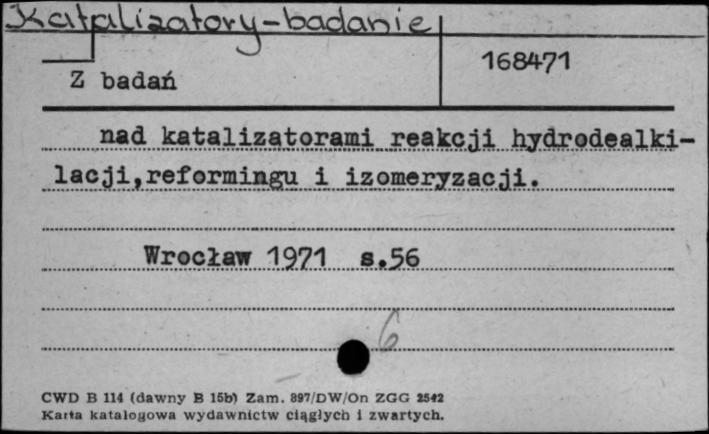 Katalizatory-badanie
168471
Z badań
nad katalizatorami reakcji hydrodealki-
lacji,reformingu i izomeryzacji.
Wrocław 1971 s.56
6
CWD B 114 (dawny B 15b) Zam. 897/DW/On ZGG 2542
Karta katalogowa wydawnictw ciągłych i zwartych.